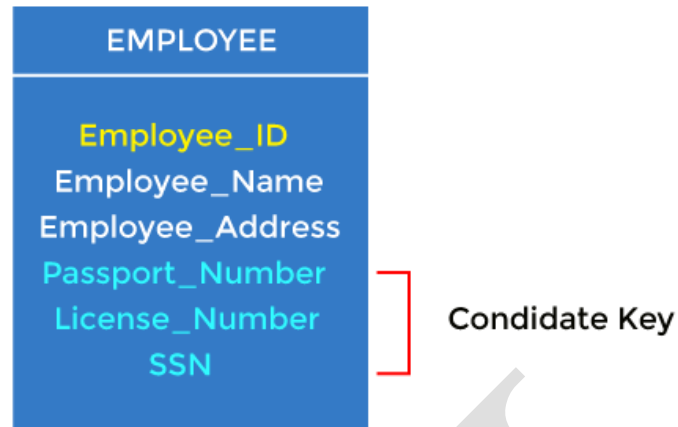 EMPLOYEE
Employee_ID
Employee_Name
Employee_Address
Passport_Number
License_Number
SSN
Condidate Key